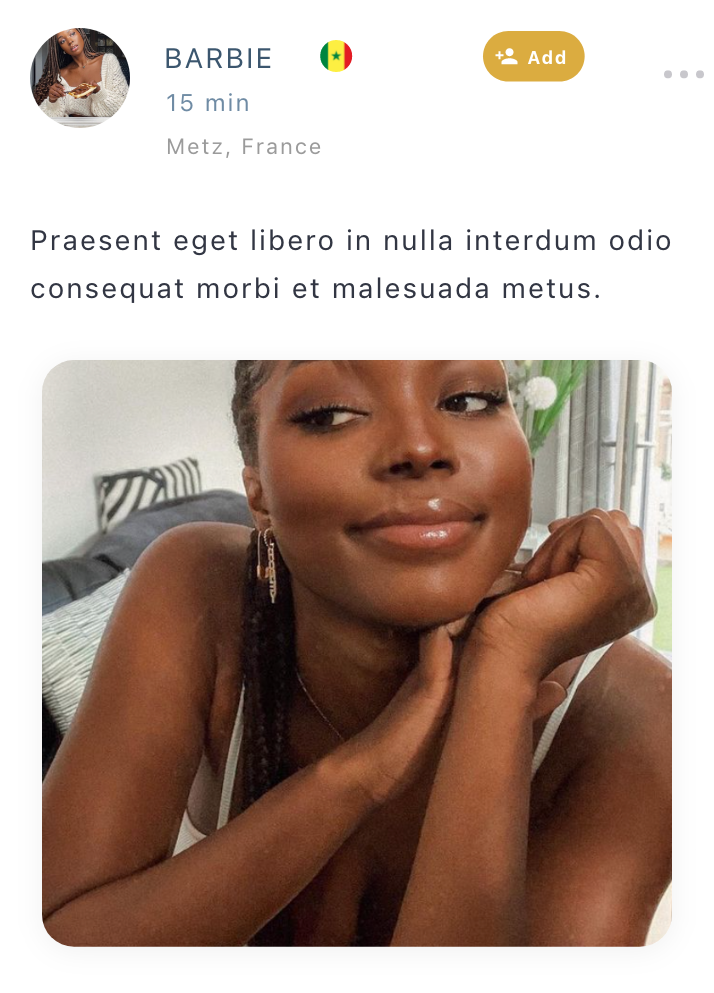 BARBIE
Add
15 min
Metz, France
Praesent eget libero in nulla interdum odio
consequat morbi et malesuada metus.